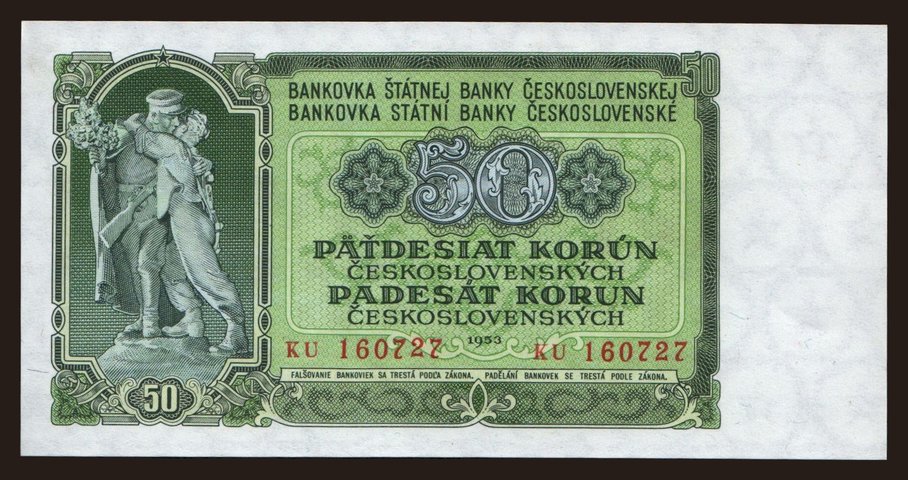 50
BANKOVKA ŠTÁTNEJ BANKY ČESKOSLOVENSKEJ
BANKOVKA STÁTNÍ BANKY ČESKOSLOVENSKÉ
50
PÄŤDESIAT KORÚN
ČESKOSLOVENSKÝCH
PADESÁT KORUN
ČESKOSLOVENSKÝCH
1953
KU 160727 KU 160727
FALŠOVANIE BANKOVIEK SA TRESTÁ PODĽA ZÁKONA. PADĚLÁNÍ BANKOVEK SE TRESTÁ PODLE ZÁKONA.
50